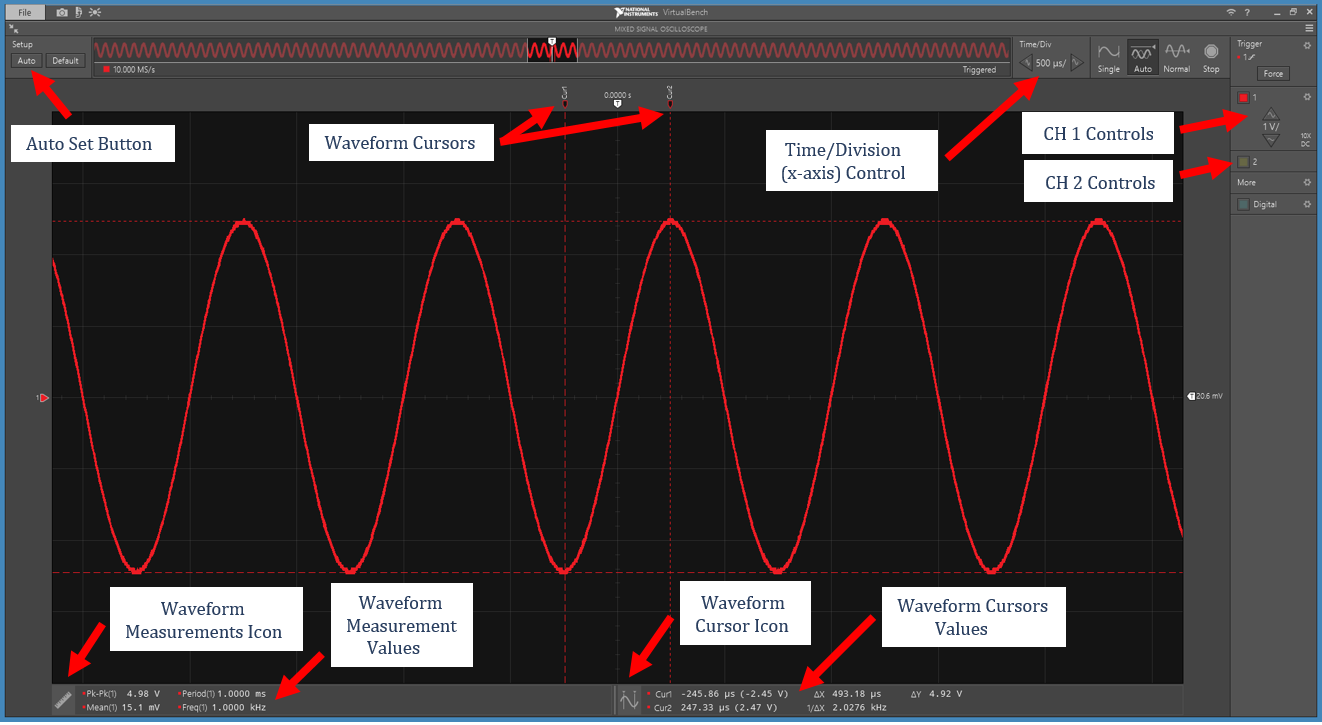 File
NATIONAL INSTRUMENTS VirtualBench
?
MIXED SIGNAL OSCILLOSCOPE
Setup
Auto
Default
10.000 MS/s
Triggered
Time/Div
500 µs/
Single
Auto
Normal
Stop
Trigger
1
Force
Cur1
0.0000 s
T
Cur2
1
1 V/
10X
DC
2
More
Digital
Auto Set Button
Waveform Cursors
Time/Division
(x-axis) Control
CH 1 Controls
CH 2 Controls
1
T 20.6 mV
Waveform
Measurements Icon
Waveform
Measurement
Values
Waveform
Cursor Icon
Waveform Cursors
Values
Pk-Pk(1) 4.98 V
Period(1) 1.0000 ms
Mean(1) 15.1 mV
Freq(1) 1.0000 kHz
Cur1 -245.86 µs (-2.45 V)
ΔX 493.18 µs
ΔY 4.92 V
Cur2 247.33 µs (2.47 V)
1/ΔX 2.0276 kHz